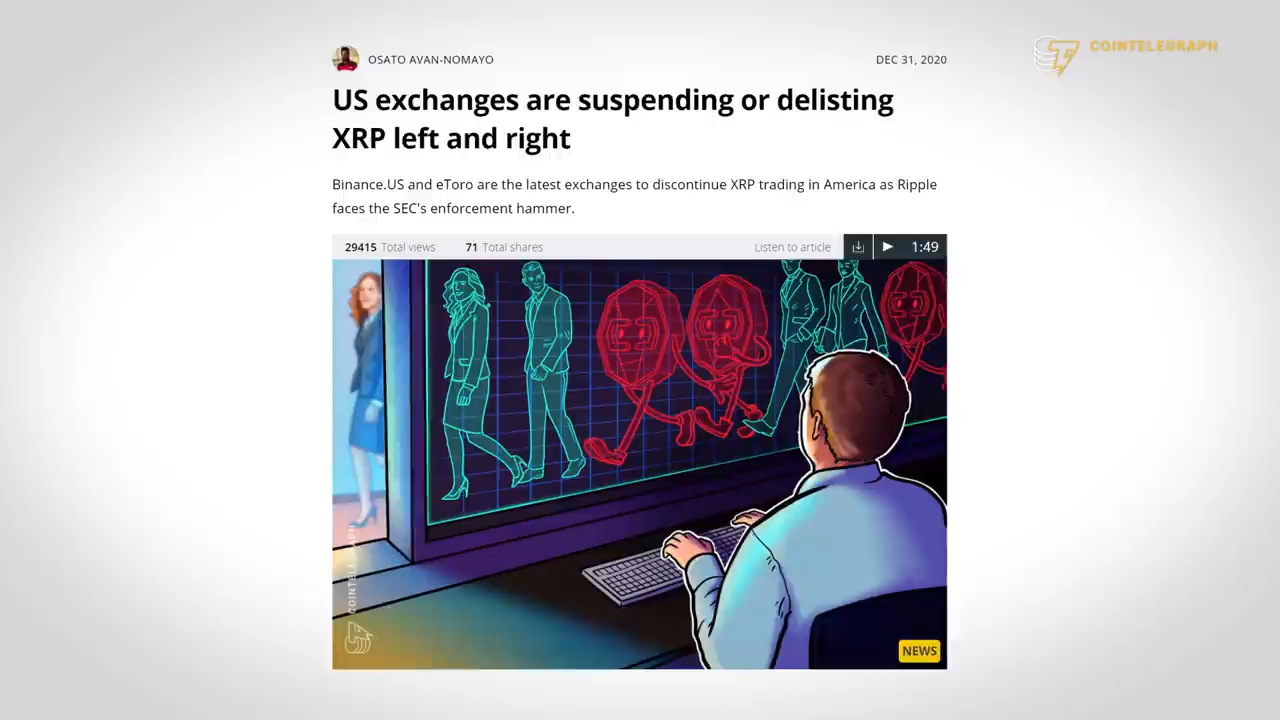 OSATO AVAN-NOMAYO
DEC 31, 2020
COINTELEGRAPH
US exchanges are suspending or delisting
XRP left and right
Binance.US and eToro are the latest exchanges to discontinue XRP trading in America as Ripple
faces the SEC's enforcement hammer.
29415 Total views 71 Total shares
Listen to article
1:49
COINTELEGRAPH
NEWS